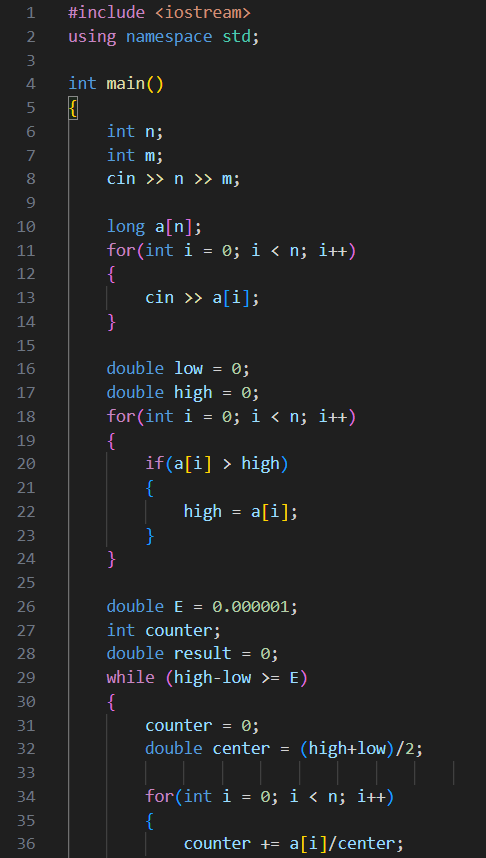 1 #include <iostream>
2 using namespace std;
3
4 int main()
5 {
6     int n;
7     int m;
8     cin >> n >> m;
9
10     long a[n];
11     for(int i = 0; i < n; i++)
12     {
13         cin >> a[i];
14     }
15
16     double low = 0;
17     double high = 0;
18     for(int i = 0; i < n; i++)
19     {
20         if(a[i] > high)
21         {
22             high = a[i];
23         }
24     }
25
26     double E = 0.000001;
27     int counter;
28     double result = 0;
29     while (high-low >= E)
30     {
31         counter = 0;
32         double center = (high+low)/2;
33
34         for(int i = 0; i < n; i++)
35         {
36             counter += a[i]/center;